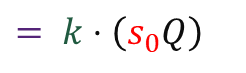 = k · (s₀Q)